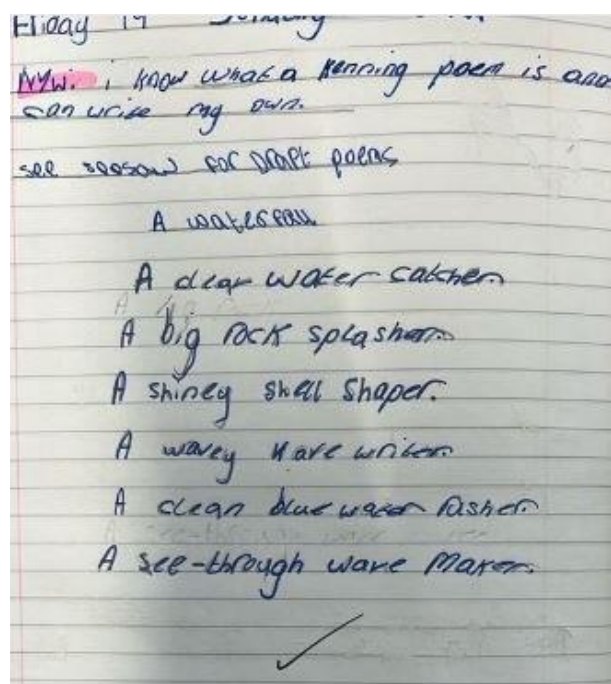 Friday 19
WW: i know what a kenning poem is and
can write my own.
see seesaw for draft poems
A waterfall
A clear water catcher.
A big rock splasher.
A shiney shell shaper.
A wavey wave writer.
A clean blue water rusher.
A see-through wave maker.